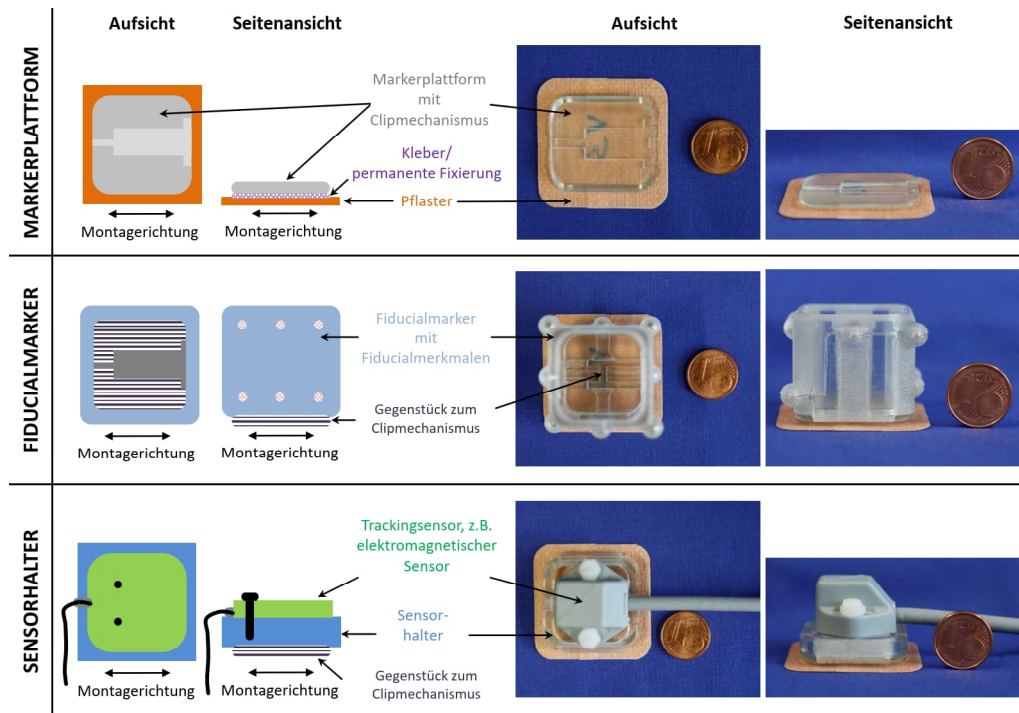 Aufsicht
Seitenansicht
Aufsicht
Seitenansicht
MARKERPLATTFORM
Markerplattform
mit
Clipmechanismus
Kleber/
permanente Fixierung
Pflaster
Montagerichtung
Montagerichtung
EV
FIDUCIALMARKER
Fiducialmarker
mit
Fiducialmerkmalen
Gegenstück zum
Clipmechanismus
Montagerichtung
Montagerichtung
SENSORHALTER
Trackingsensor, z.B.
elektromagnetischer
Sensor
Sensor-
halter
Gegenstück zum
Clipmechanismus
Montagerichtung
Montagerichtung